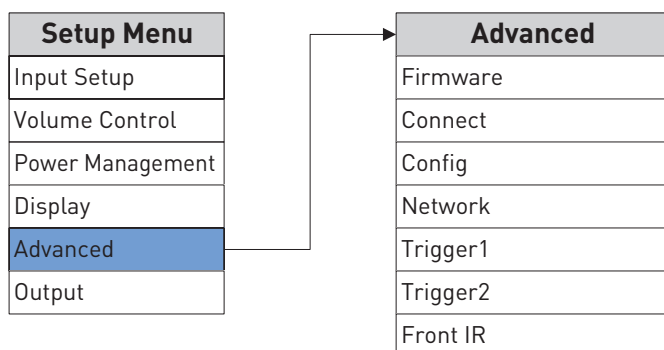 Setup Menu
Input Setup
Volume Control
Power Management
Display
Advanced
Output
Advanced
Firmware
Connect
Config
Network
Trigger1
Trigger2
Front IR